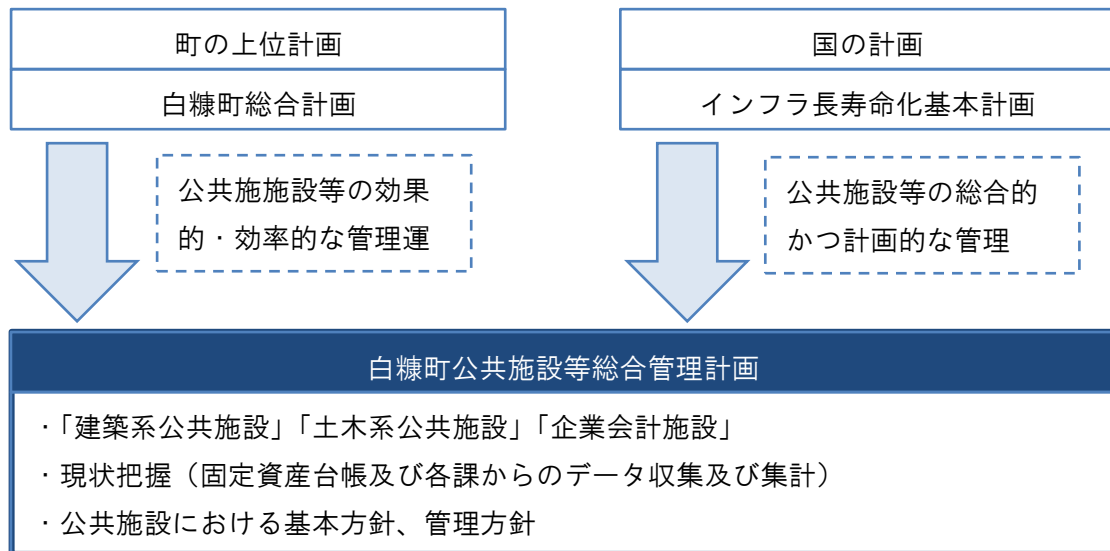 町の上位計画
白糠町総合計画
国の計画
インフラ長寿命化基本計画
公共施施設等の効果
的・効率的な管理運
公共施設等の総合的
かつ計画的な管理
白糠町公共施設等総合管理計画
・「建築系公共施設」「土木系公共施設」「企業会計施設」
・現状把握（固定資産台帳及び各課からのデータ収集及び集計）
・公共施設における基本方針、管理方針